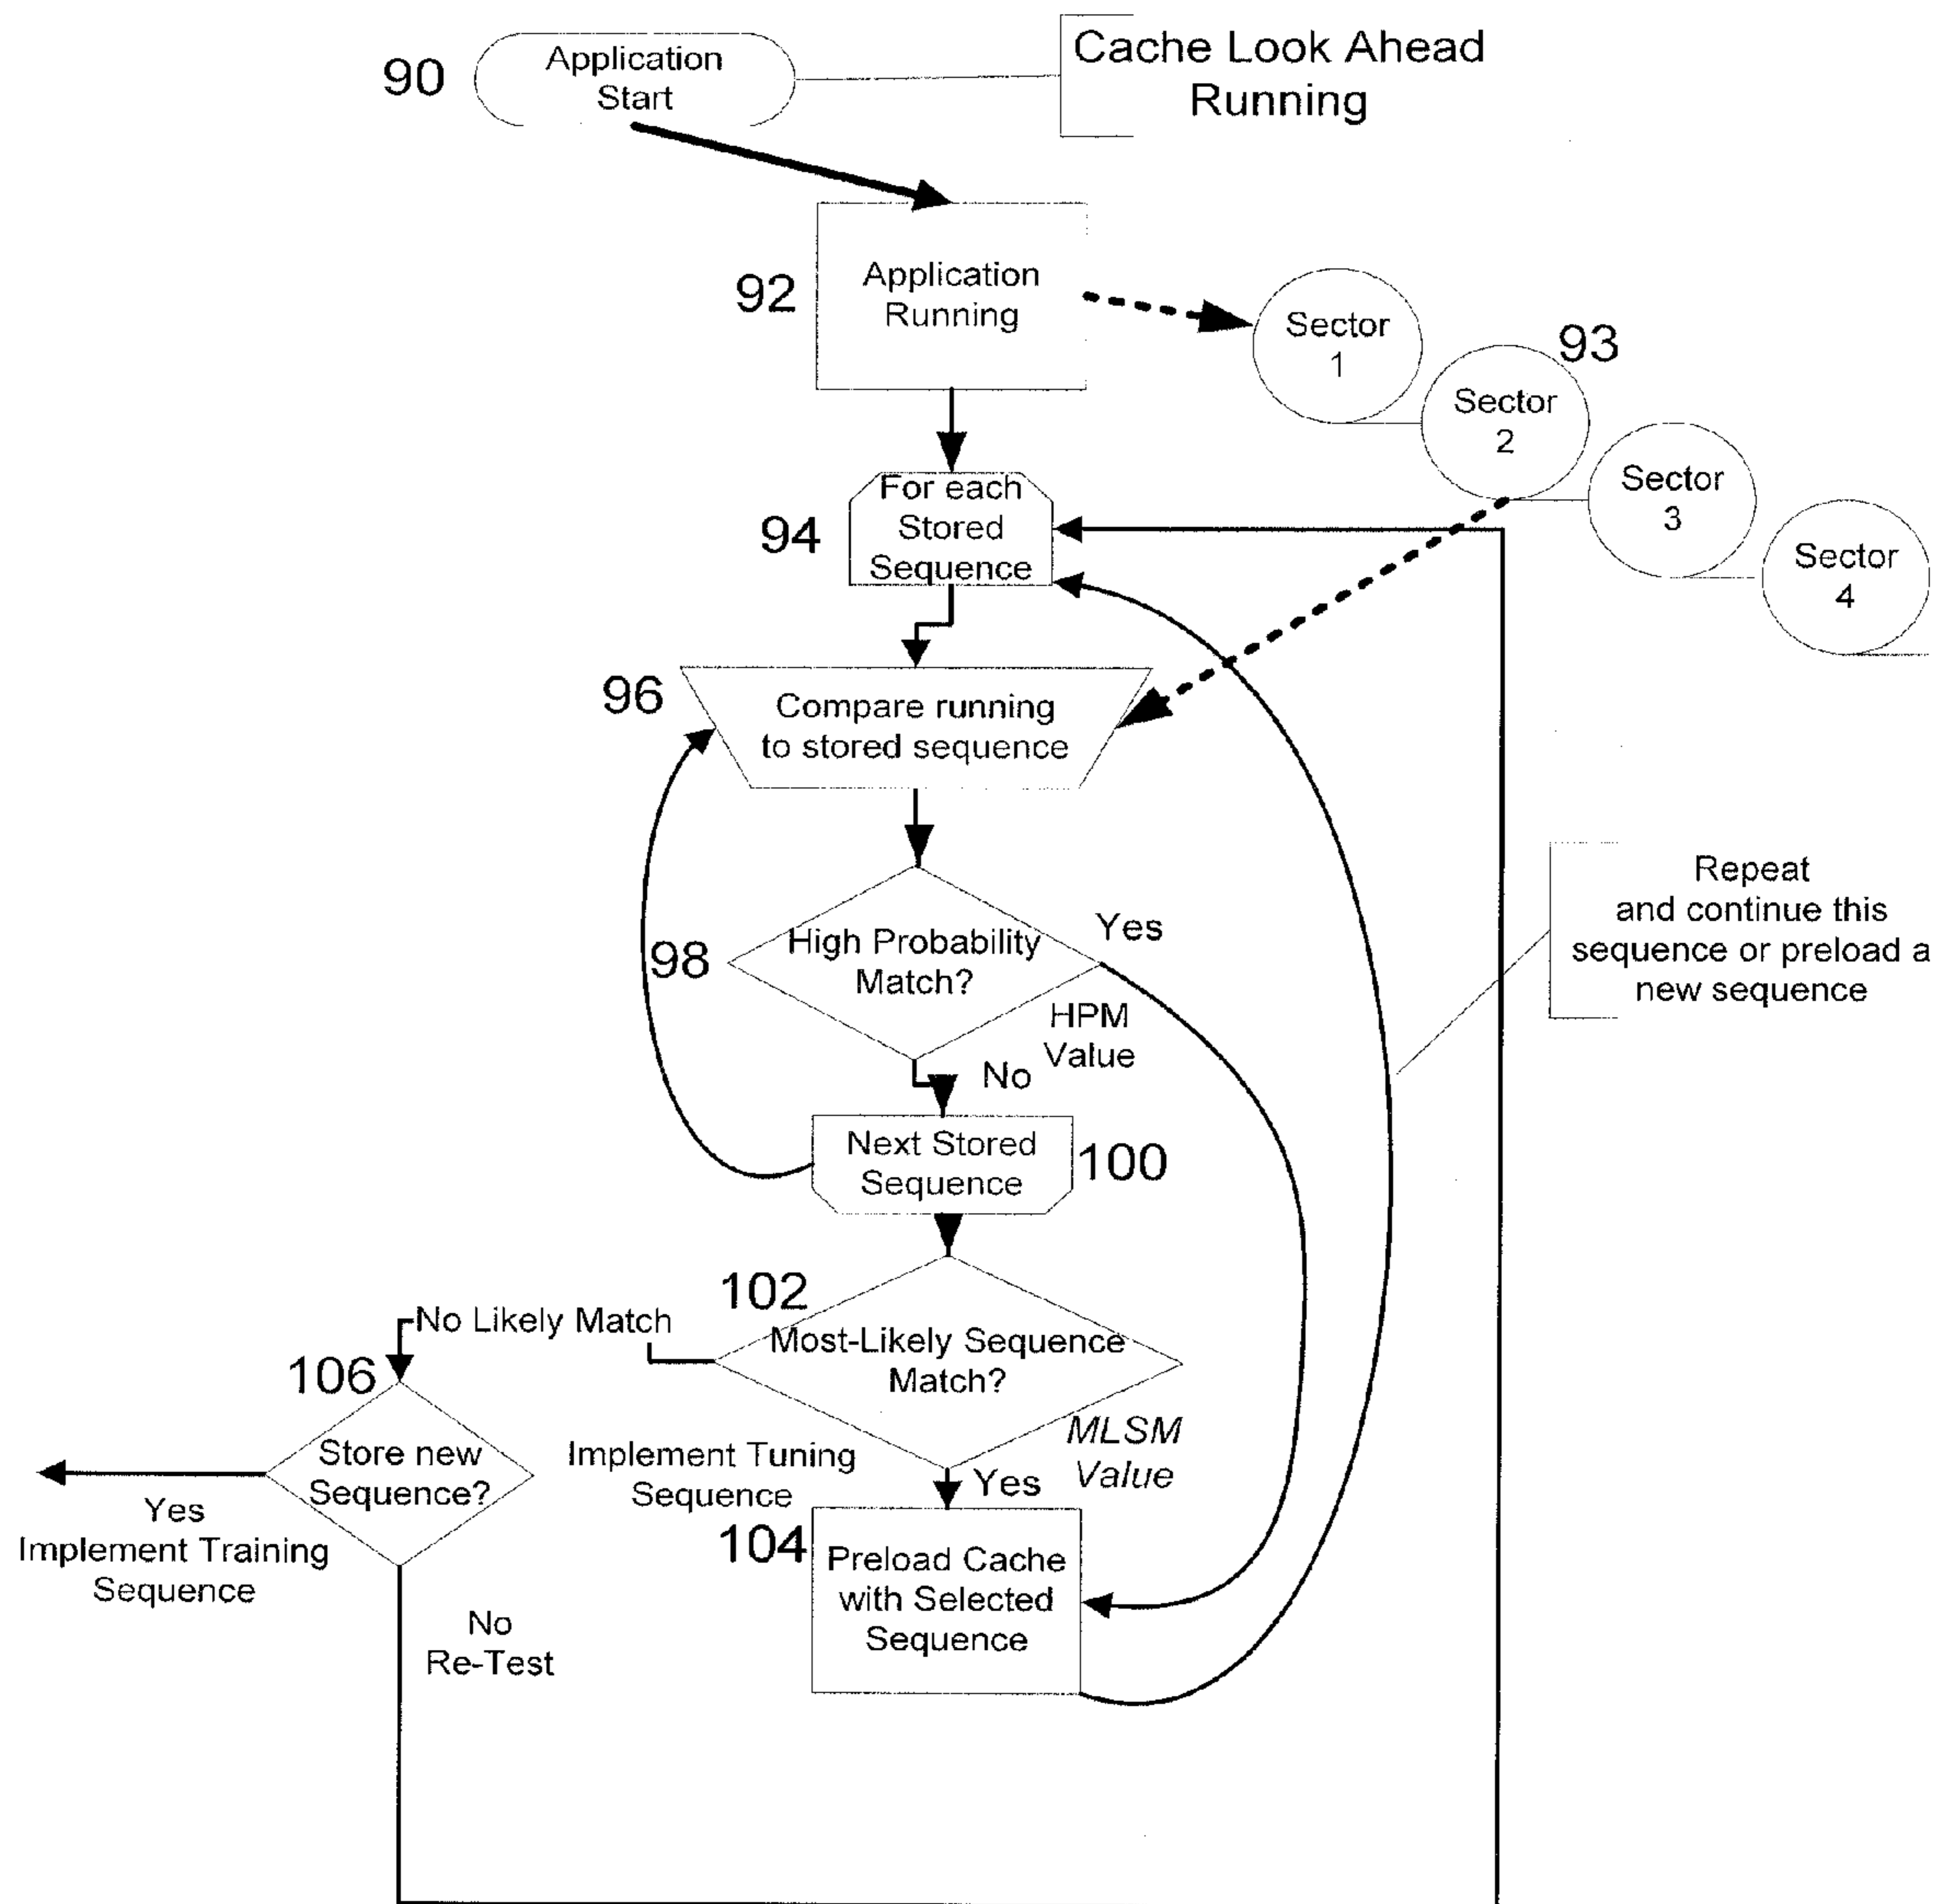 90
Application
Start
Cache Look Ahead
Running
92
Application
Running
Sector
1
93
Sector
2
Sector
3
Sector
4
94
For each
Stored
Sequence
96
Compare running
to stored sequence
98
High Probability
Match?
Yes
HPM
Value
No
Repeat
and continue this
sequence or preload a
new sequence
Next Stored
Sequence
100
102
Most-Likely Sequence
Match?
No Likely Match
MLSM
Value
106
Store new
Sequence?
Implement Tuning
Sequence
Yes
Yes
Implement Training
Sequence
104
Preload Cache
with Selected
Sequence
No
Re-Test